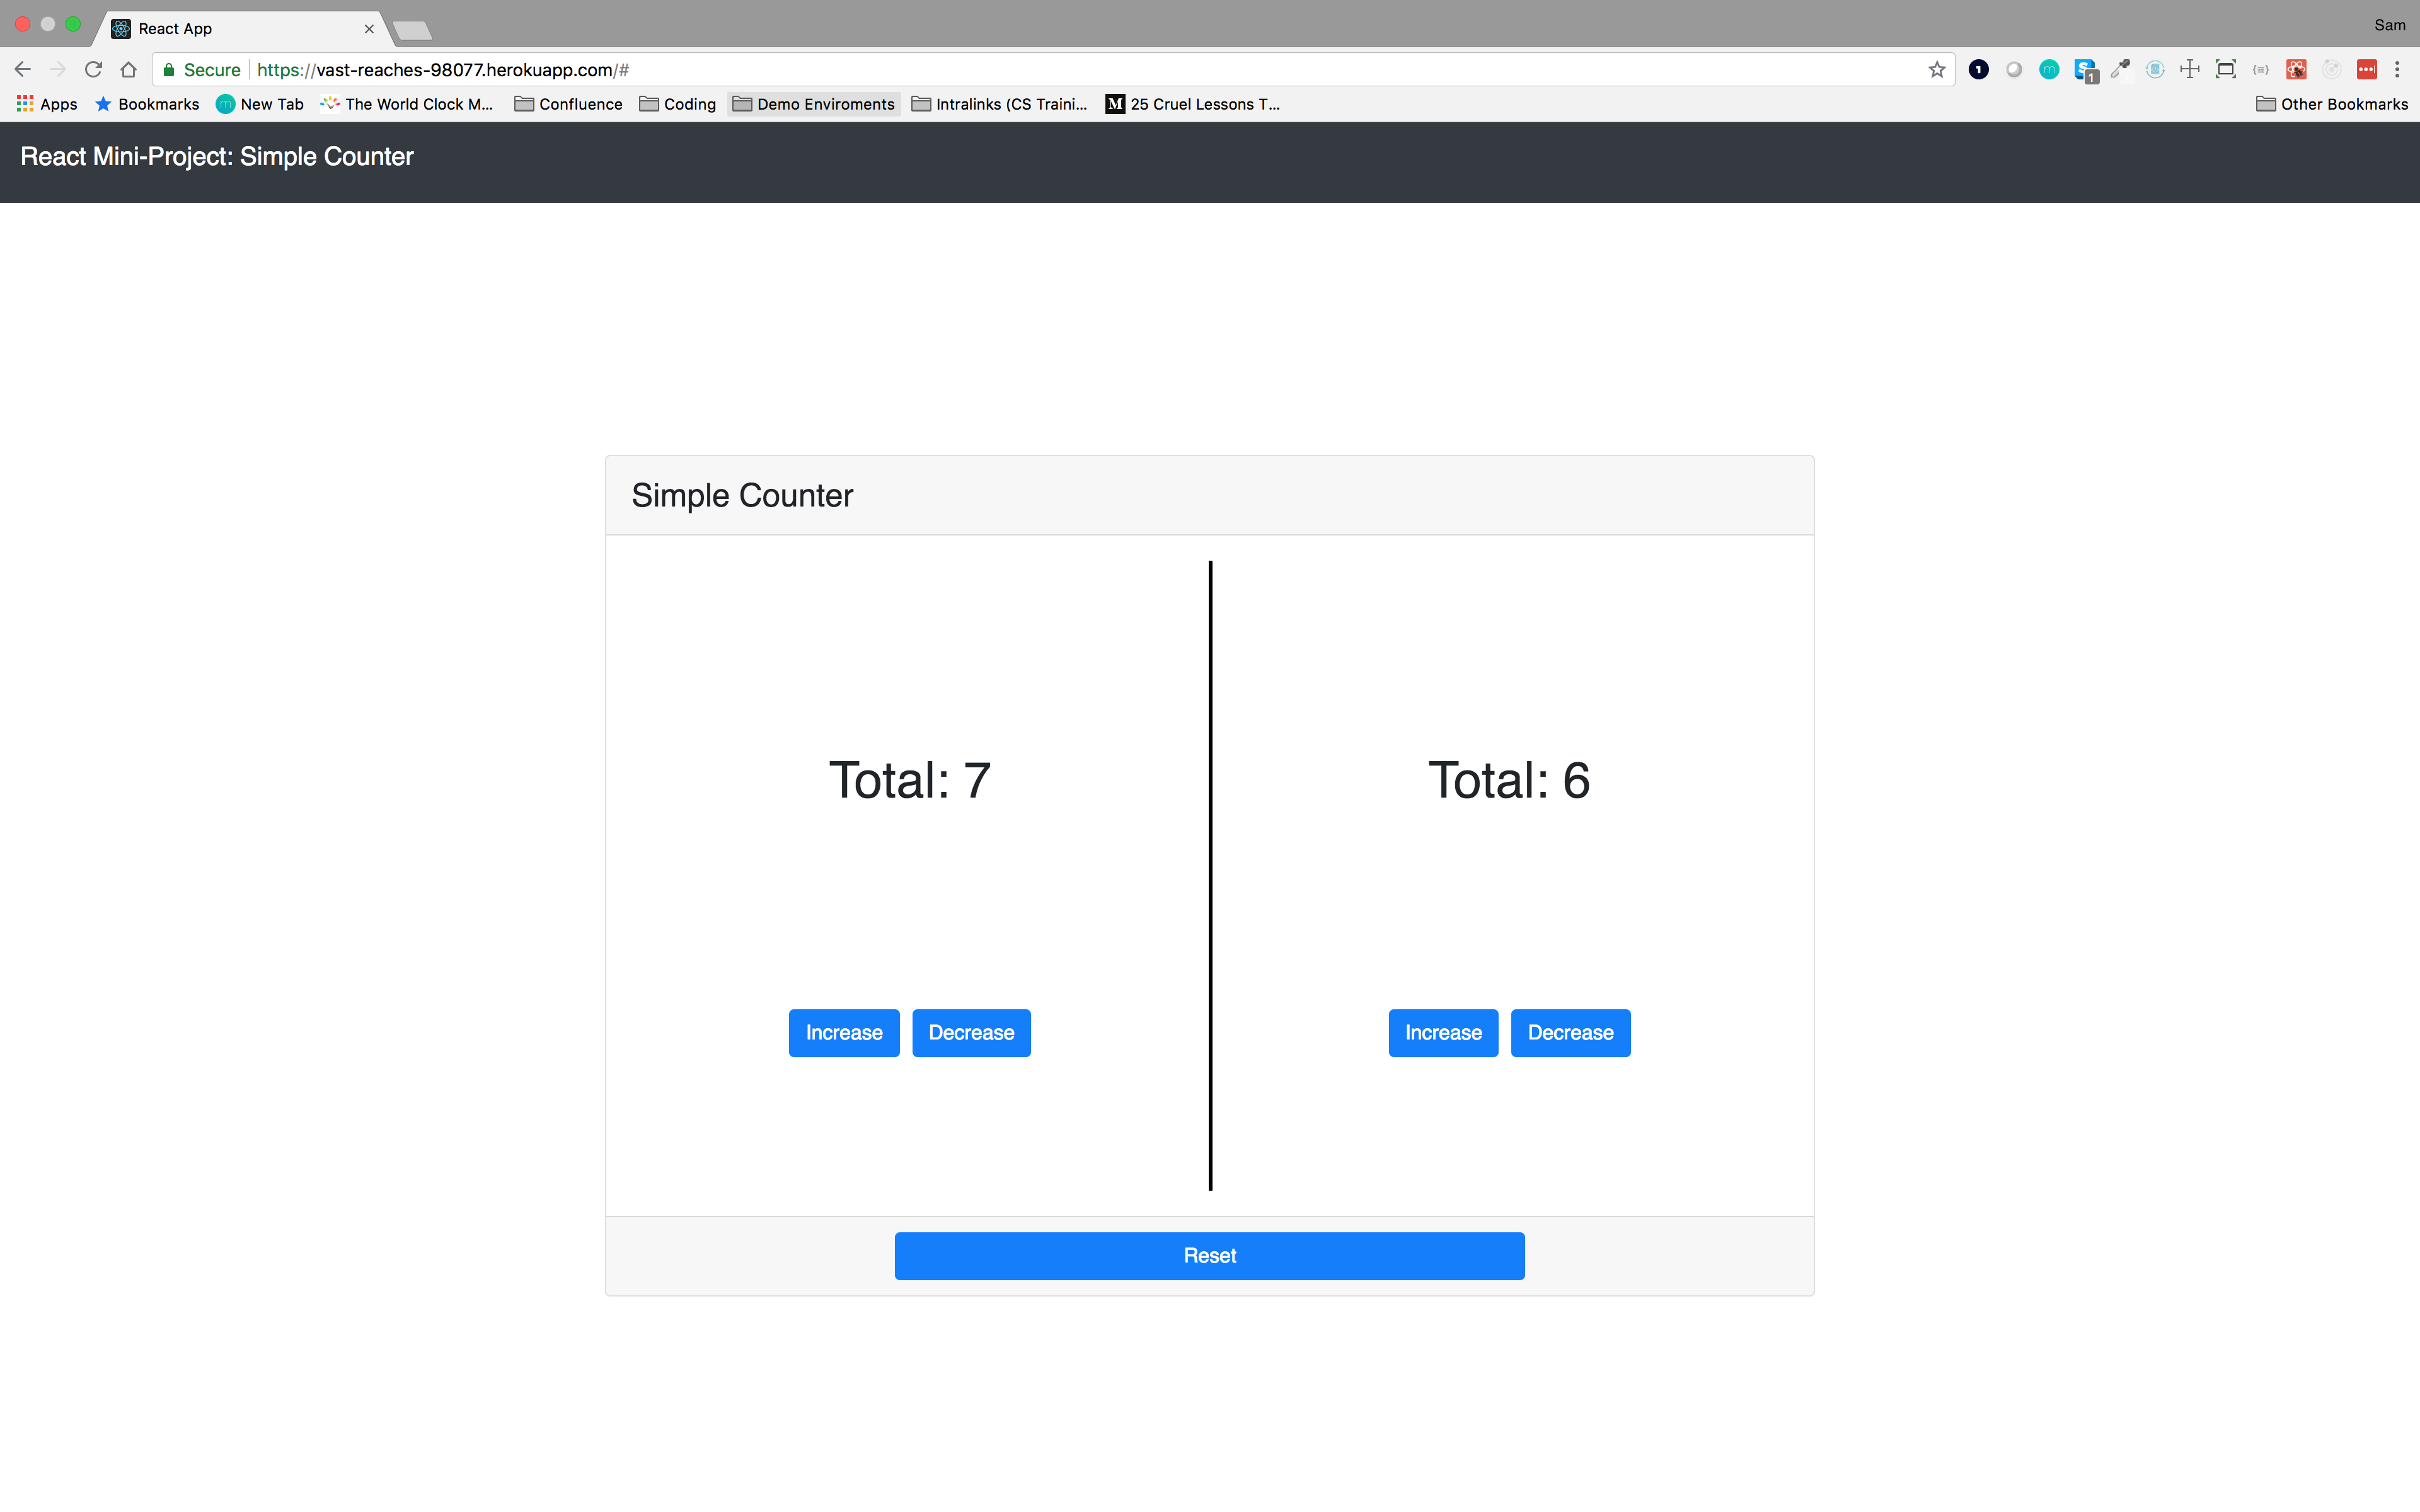 React App
Sam
Secure https://vast-reaches-98077.herokuapp.com/#
1
m
S 1
Apps Bookmarks m New Tab The World Clock M... Confluence Coding Demo Enviroments Intralinks (CS Traini... M 25 Cruel Lessons T... Other Bookmarks
React Mini-Project: Simple Counter
Simple Counter
Total: 7 Total: 6
Increase Decrease Increase Decrease
Reset